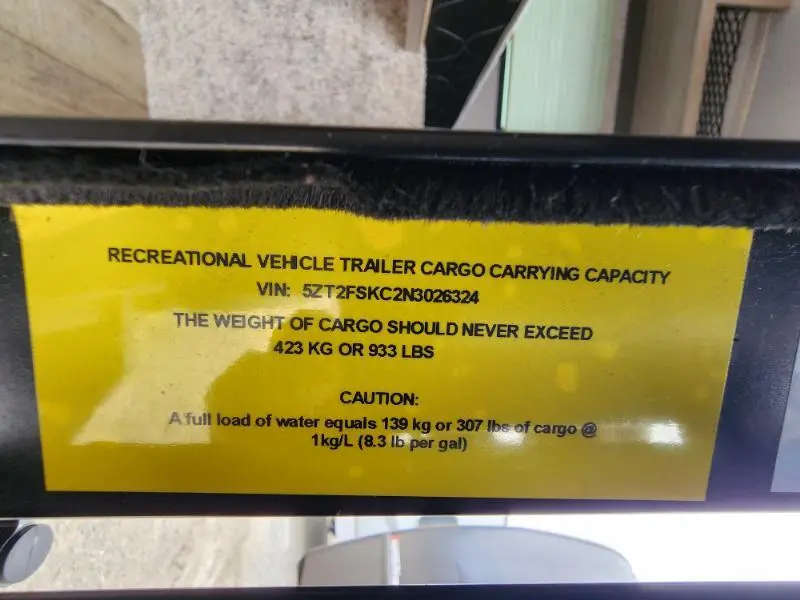 RECREATIONAL VEHICLE TRAILER CARGO CARRYING CAPACITY
VIN: 5ZT2FSKC2N3026324
THE WEIGHT OF CARGO SHOULD NEVER EXCEED
423 KG OR 933 LBS
CAUTION:
A full load of water equals 139 kg or 307 lbs of cargo @
1kg/L (8.3 lb per gal)